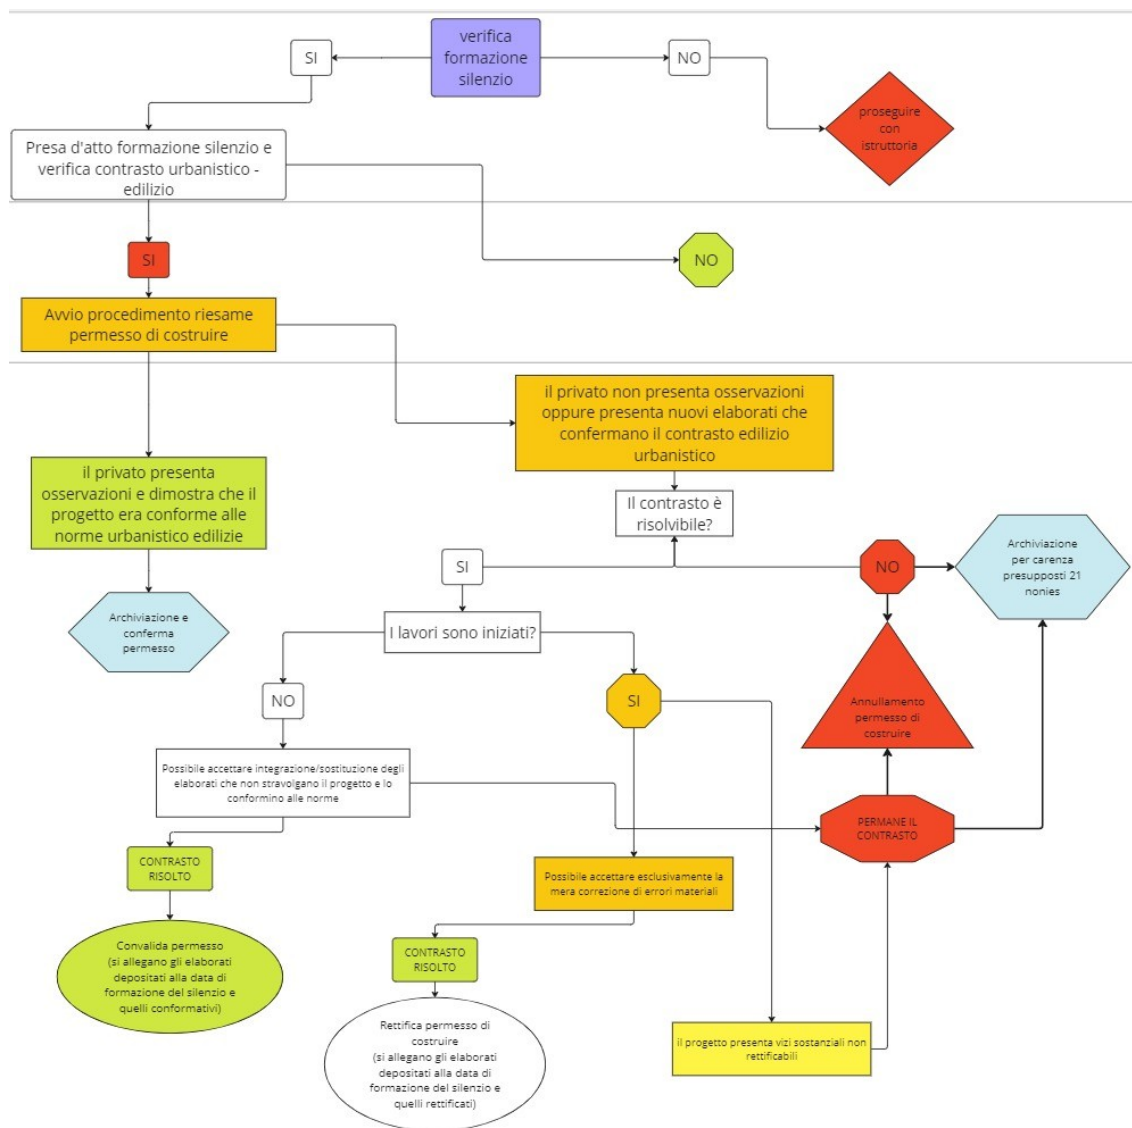 verifica
formazione
silenzio
SI
NO
proseguire
con
istruttoria
Presa d'atto formazione silenzio e
verifica contrasto urbanistico -
edilizio
SI
NO
Avvio procedimento riesame
permesso di costruire
il privato non presenta osservazioni
oppure presenta nuovi elaborati che
confermano il contrasto edilizio
urbanistico
il privato presenta
osservazioni e dimostra che il
progetto era conforme alle
norme urbanistico edilizie
Il contrasto è
risolvibile?
SI
NO
Archiviazione
per carenza
presupposti 21
nonies
Archiviazione e
conferma
permesso
I lavori sono iniziati?
NO
SI
Annullamento
permesso di
costruire
Possibile accettare integrazione/sostituzione degli
elaborati che non stravolgano il progetto e lo
conformino alle norme
PERMANE IL
CONTRASTO
CONTRASTO
RISOLTO
Possibile accettare esclusivamente la
mera correzione di errori materiali
Convalida permesso
(si allegano gli elaborati
depositati alla data di
formazione del silenzio e
quelli conformativi)
CONTRASTO
RISOLTO
Rettifica permesso di
costruire
(si allegano gli elaborati
depositati alla data di
formazione del silenzio e
quelli rettificati)
il progetto presenta vizi sostanziali non
rettificabili